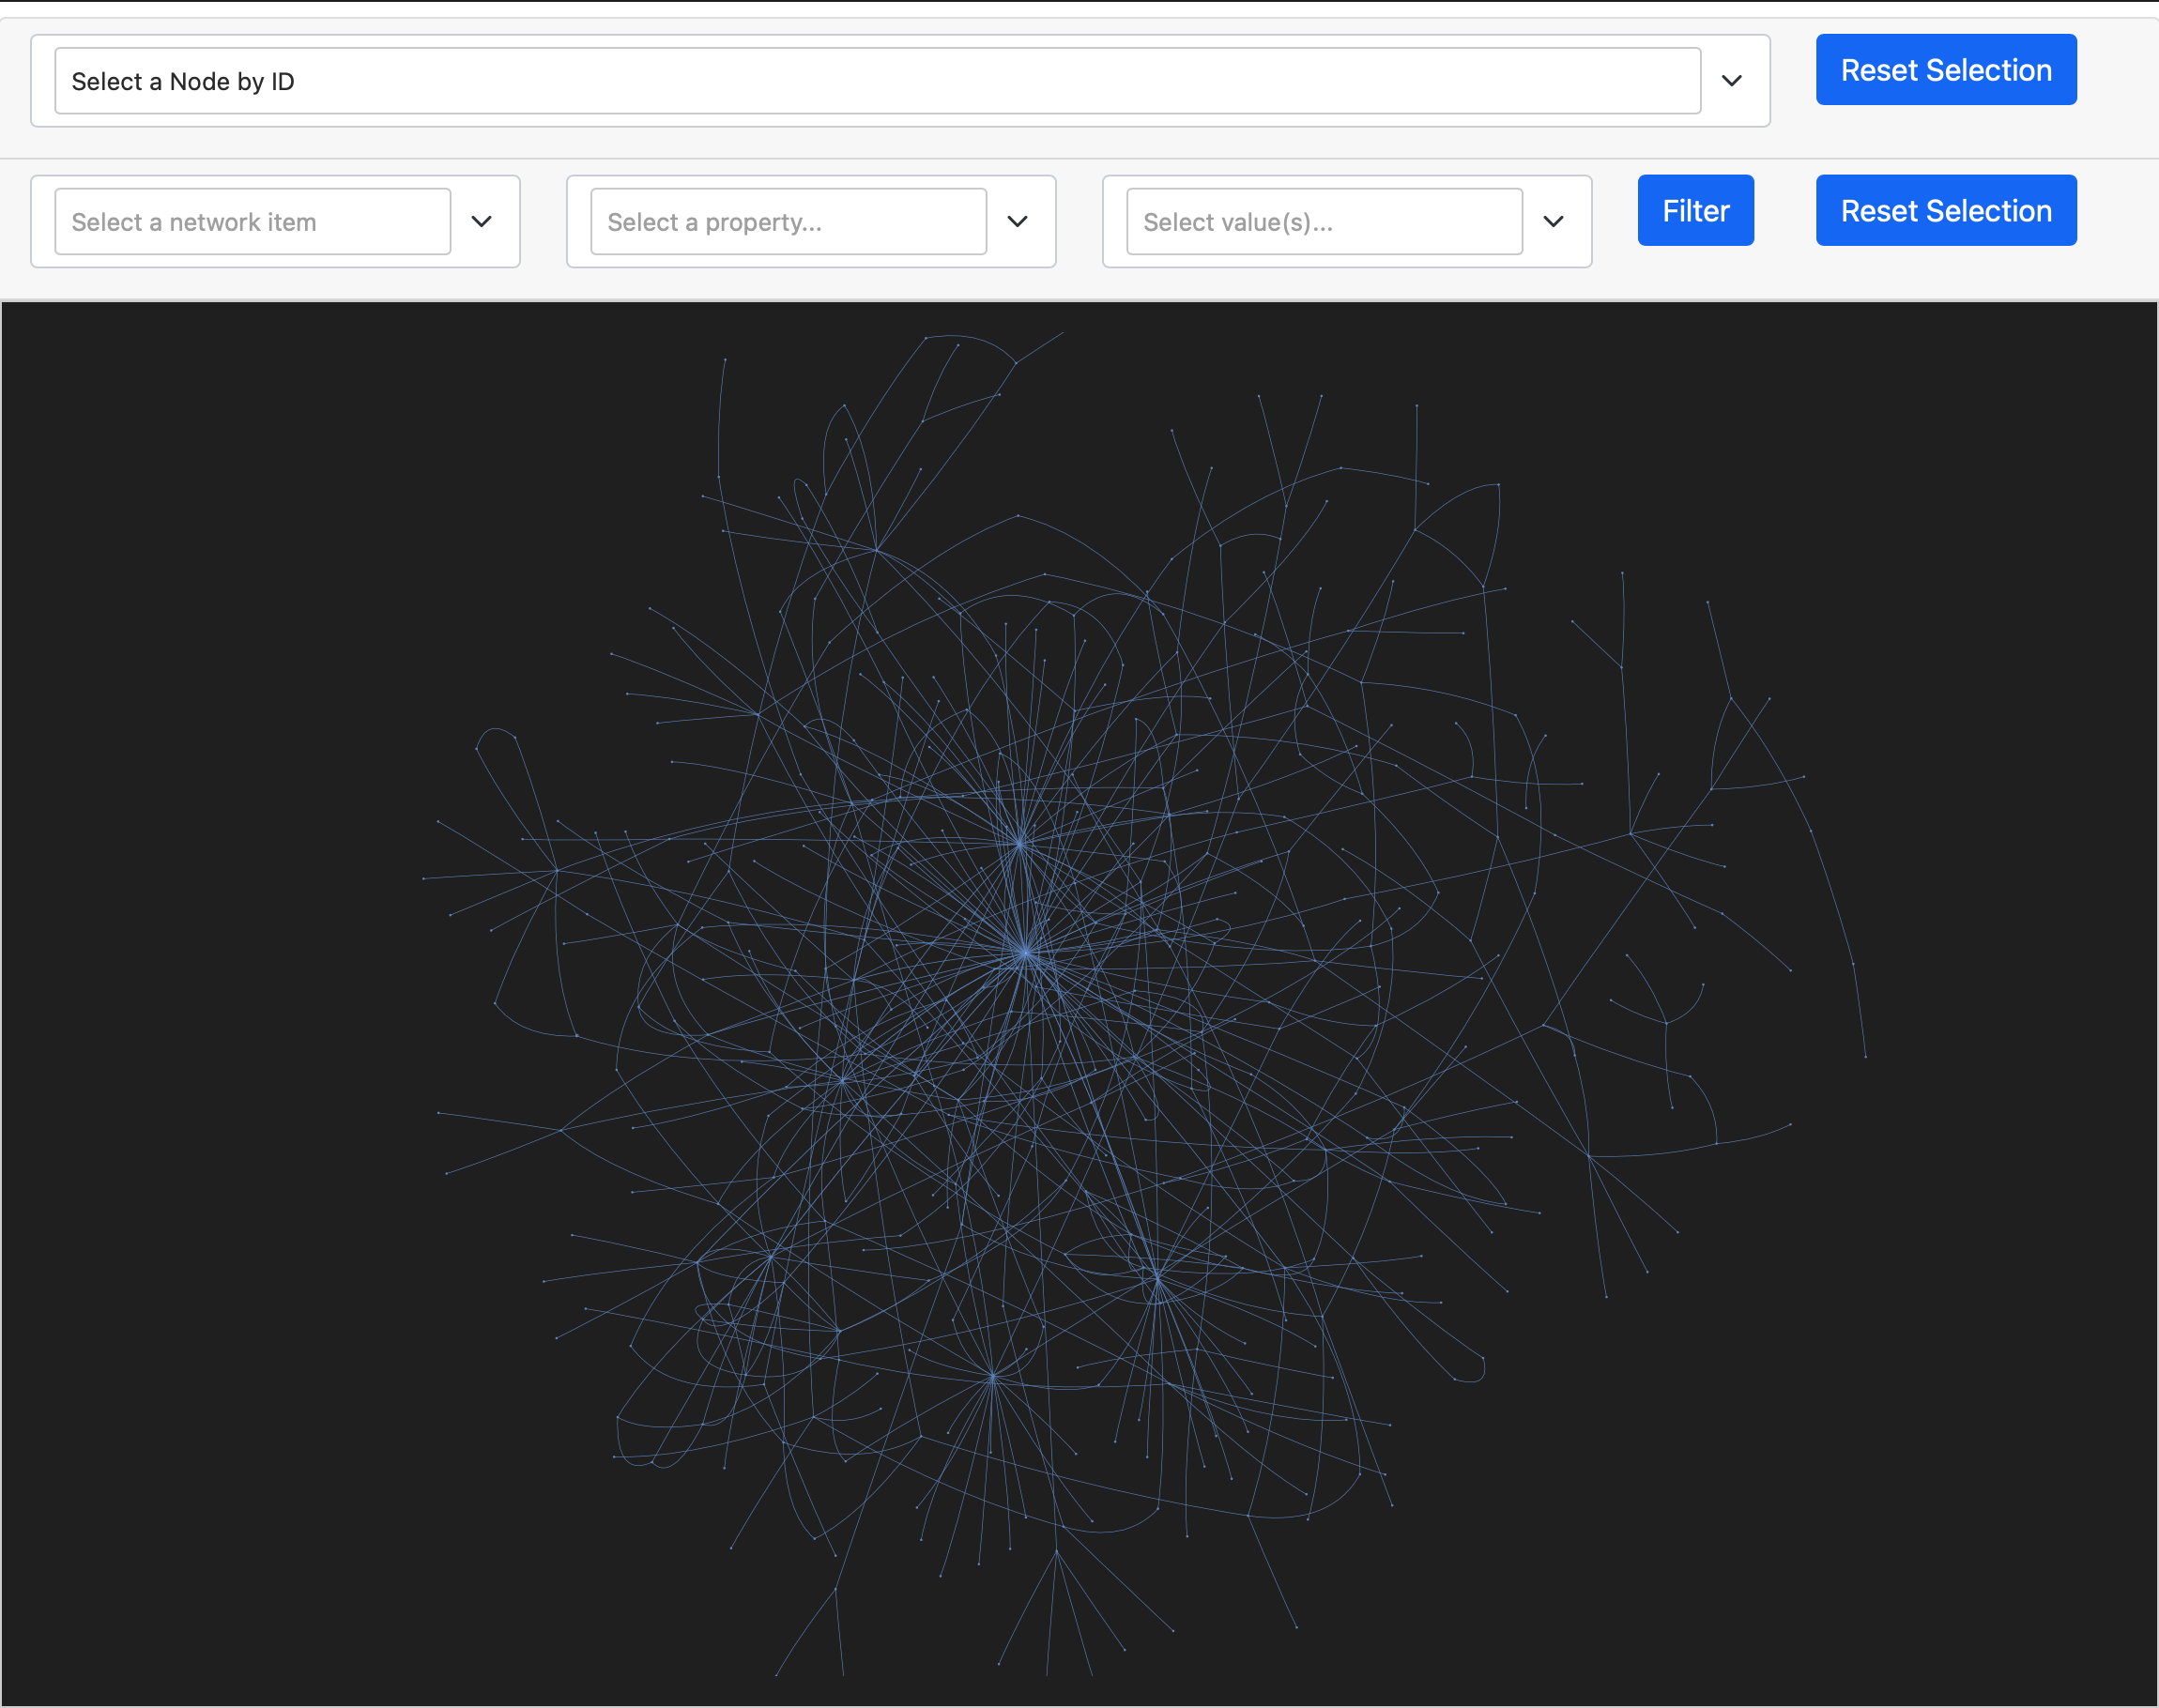 Select a Node by ID
Reset Selection
Select a network item
Select a property...
Select value(s)...
Filter
Reset Selection